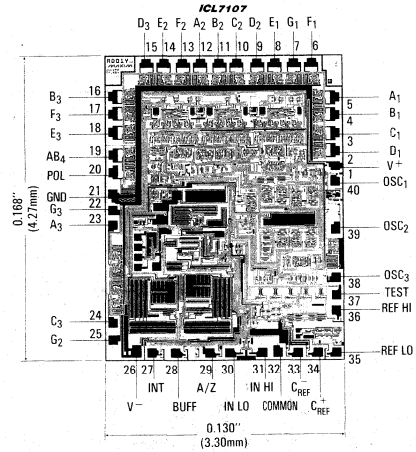 ICL7107
D3 E2 F2 A2 B2 C2 D2 E1 G1 F1
15 14 13 12 11 10 9 8 7 6
B3 16
F3 17
E3 18
AB4 19
POL 20
GND 21
G3 22
A3 23
C3 24
G2 25
5 A1
4 B1
3 C1
2 D1
1 V+
40 OSC1
39 OSC2
38 OSC3
37 TEST
36 REF HI
35 REF LO
26 27 28 29 30 31 32 33 34
INT A/Z IN HI CREF−
V− BUFF IN LO COMMON CREF+
0.168"
(4.27mm)
0.130"
(3.30mm)